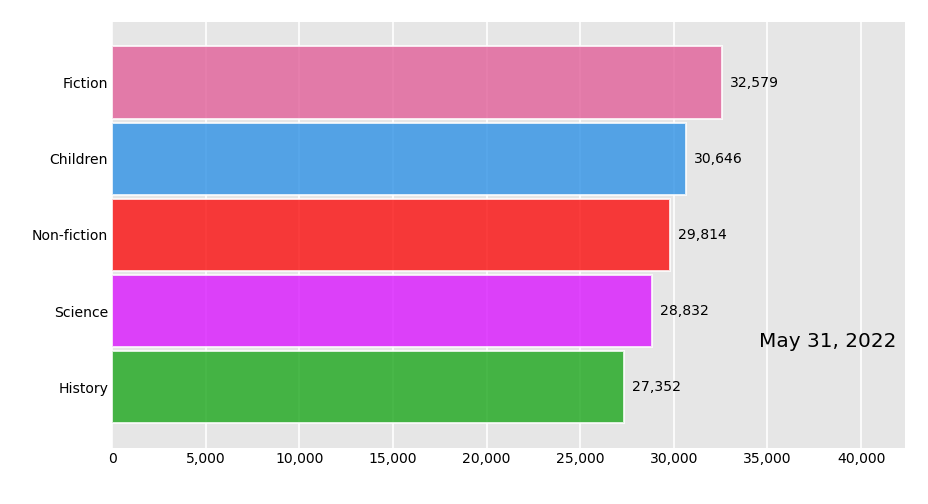 Fiction 32,579
Children 30,646
Non-fiction 29,814
Science 28,832
May 31, 2022
History 27,352
0 5,000 10,000 15,000 20,000 25,000 30,000 35,000 40,000